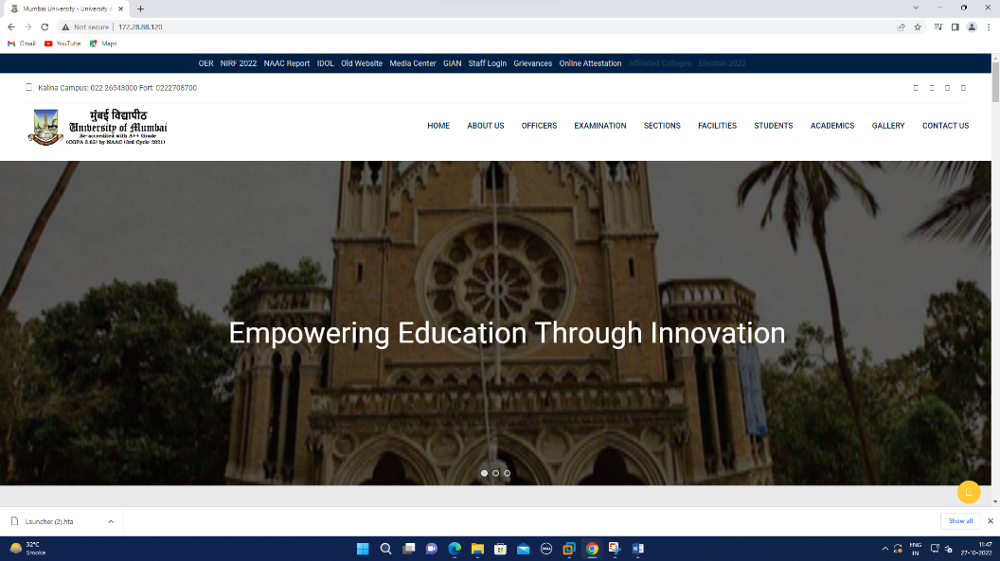 Mumbai University - University of
Not secure
172.28.88.120
Gmail
YouTube
Maps
OER NIRF 2022 NAAC Report IDOL Old Website Media Center GIAN Staff Login Grievances Online Attestation Affiliated Colleges Election 2022
Kalina Campus: 022 26543000 Fort: 0222708700
मुंबई विद्यापीठ
University of Mumbai
Re-accredited with A++ Grade
(CGPA 3.65) by NAAC (3rd Cycle 2021)
HOME ABOUT US OFFICERS EXAMINATION SECTIONS FACILITIES STUDENTS ACADEMICS GALLERY CONTACT US
Empowering Education Through Innovation
Launcher (2).hta
Show all
32°C
Smoke
DELL
ENG
IN
11:47
27-10-2022